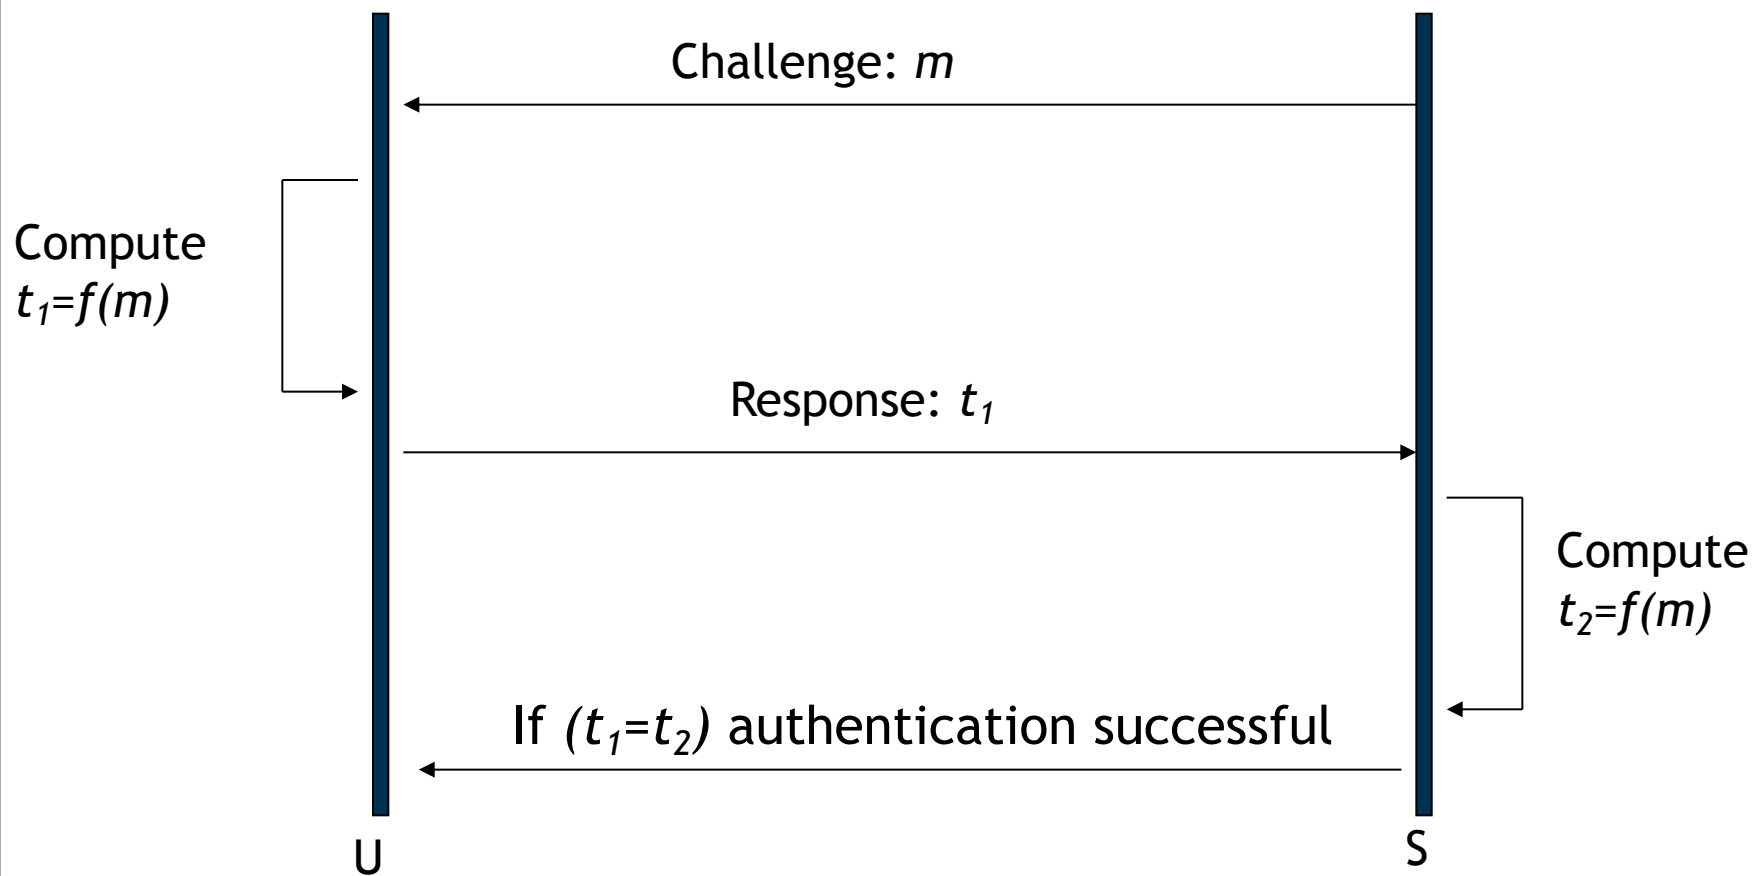 Challenge: m
Compute
t₁=f(m)
Response: t₁
Compute
t₂=f(m)
If (t₁=t₂) authentication successful
U
S